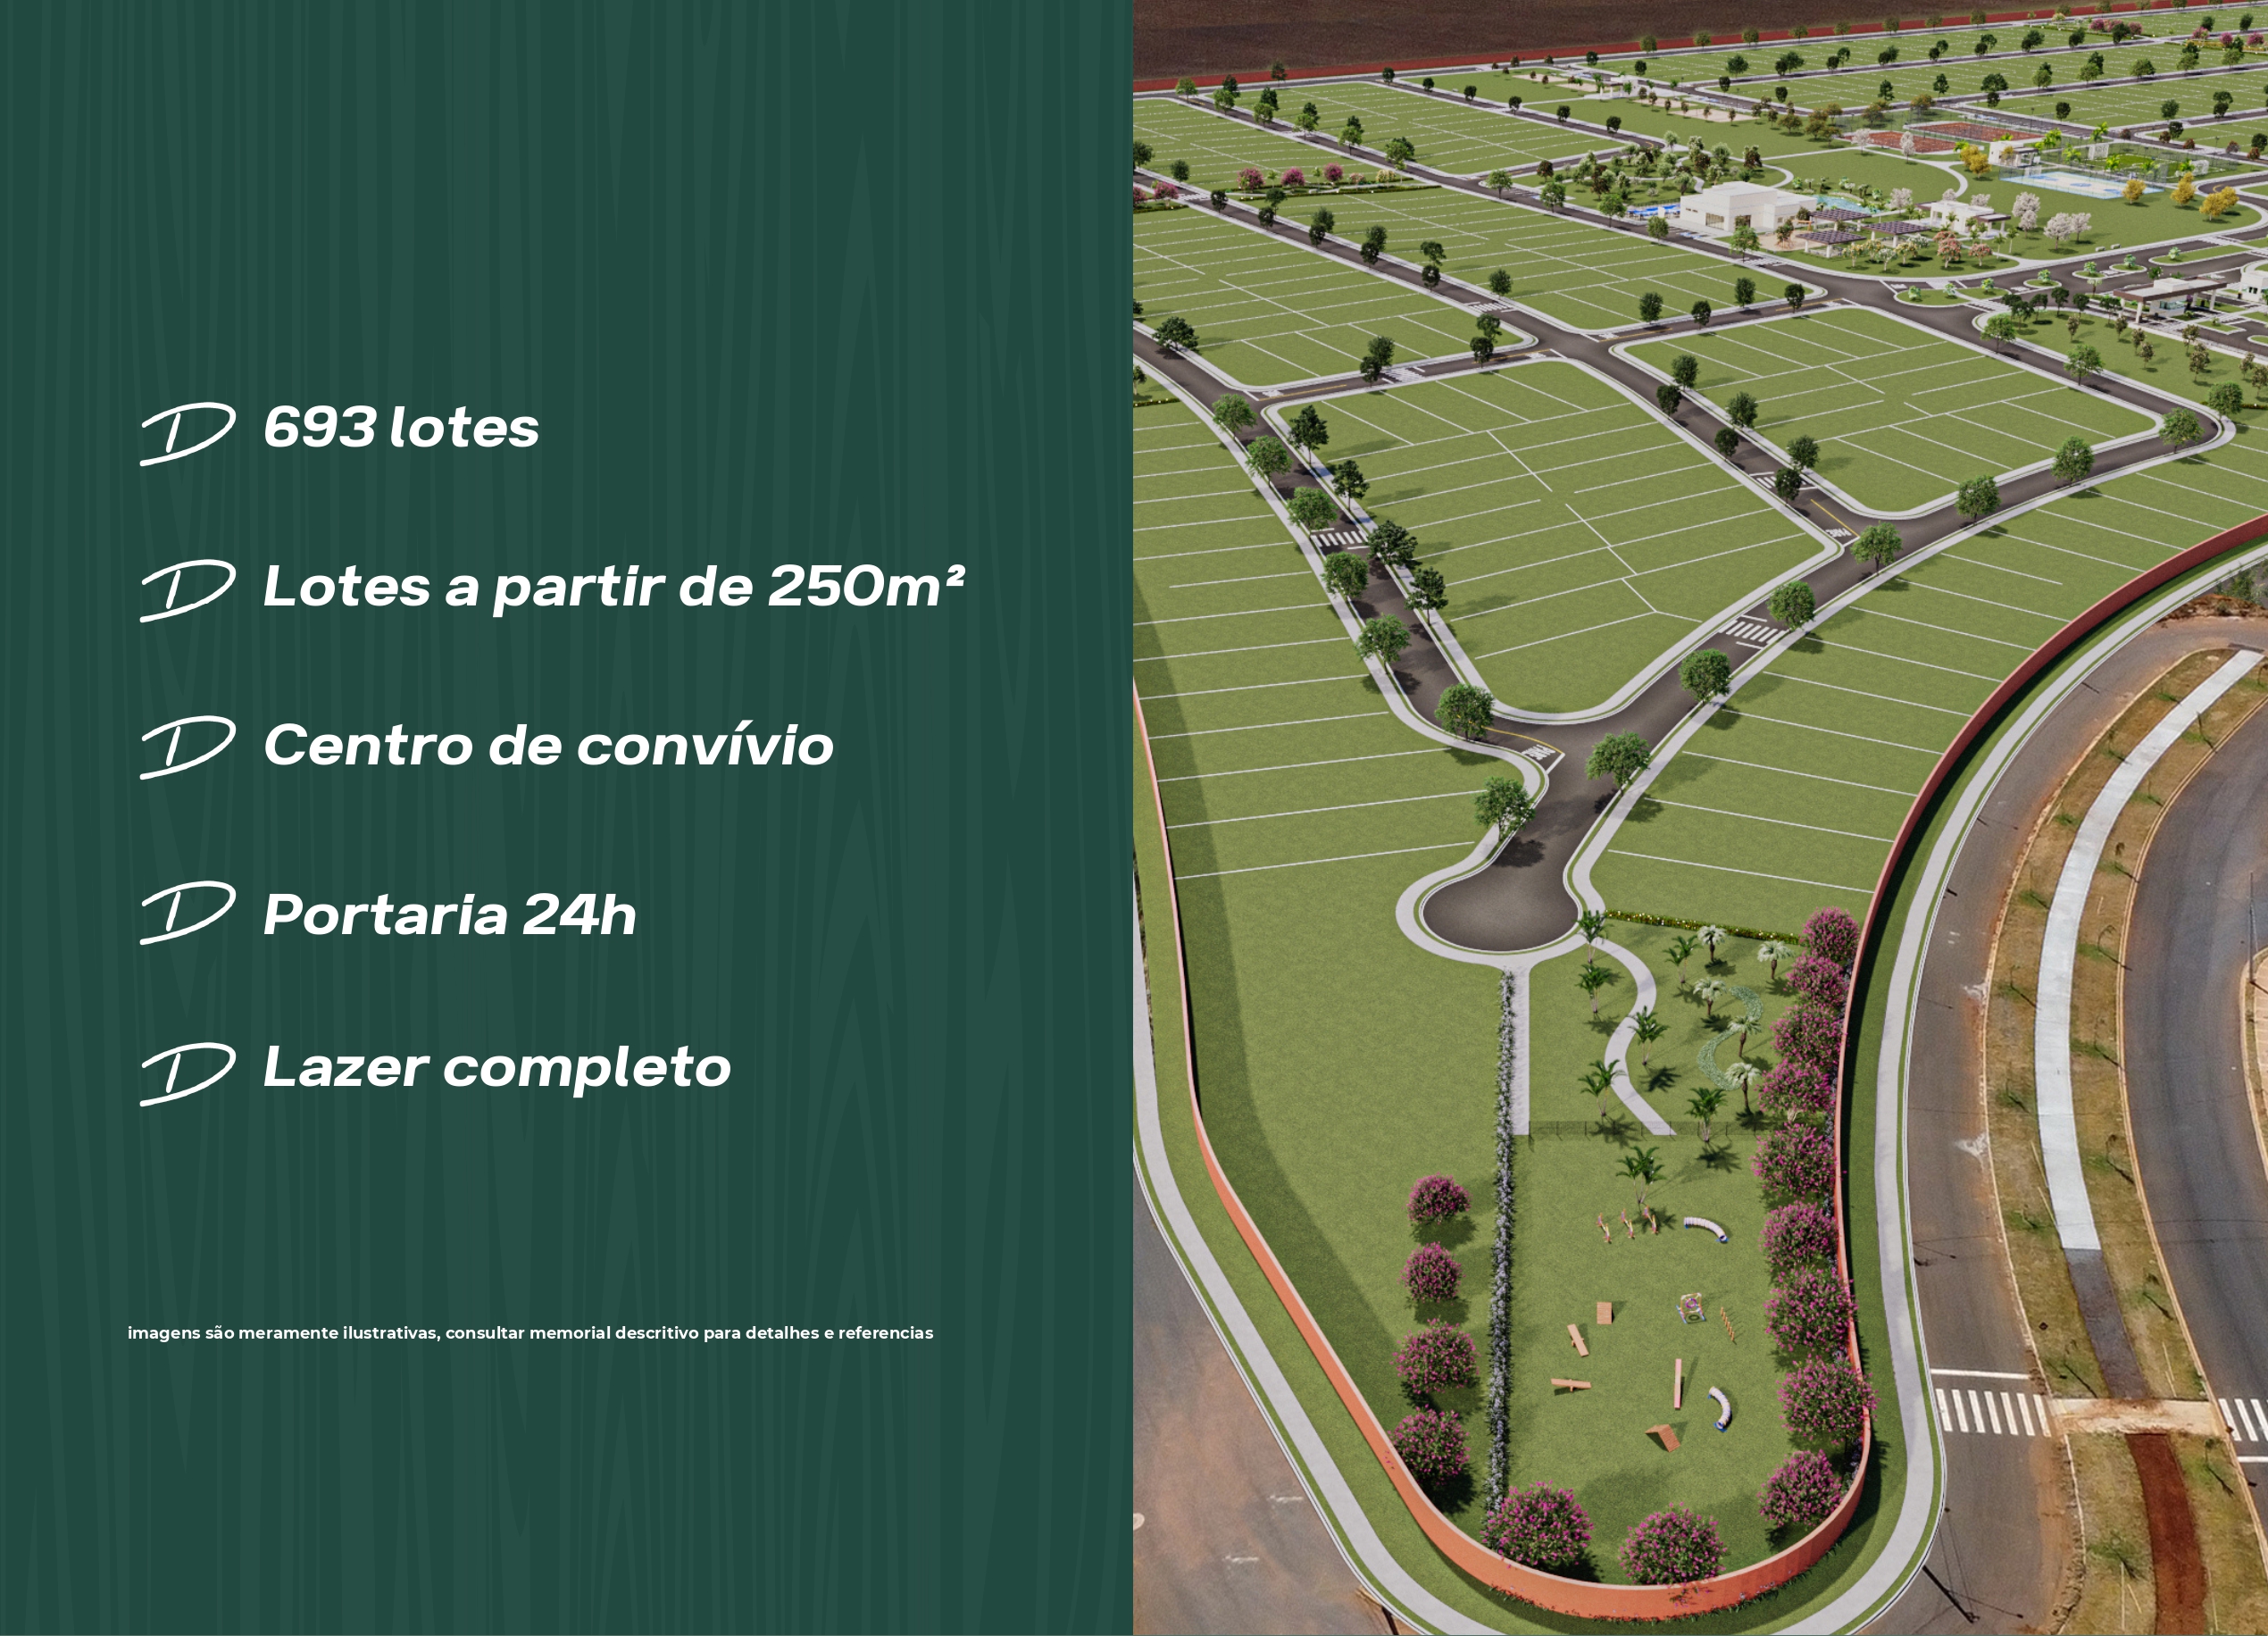 693 lotes
Lotes a partir de 250m²
Centro de convívio
Portaria 24h
Lazer completo
imagens são meramente ilustrativas, consultar memorial descritivo para detalhes e referencias